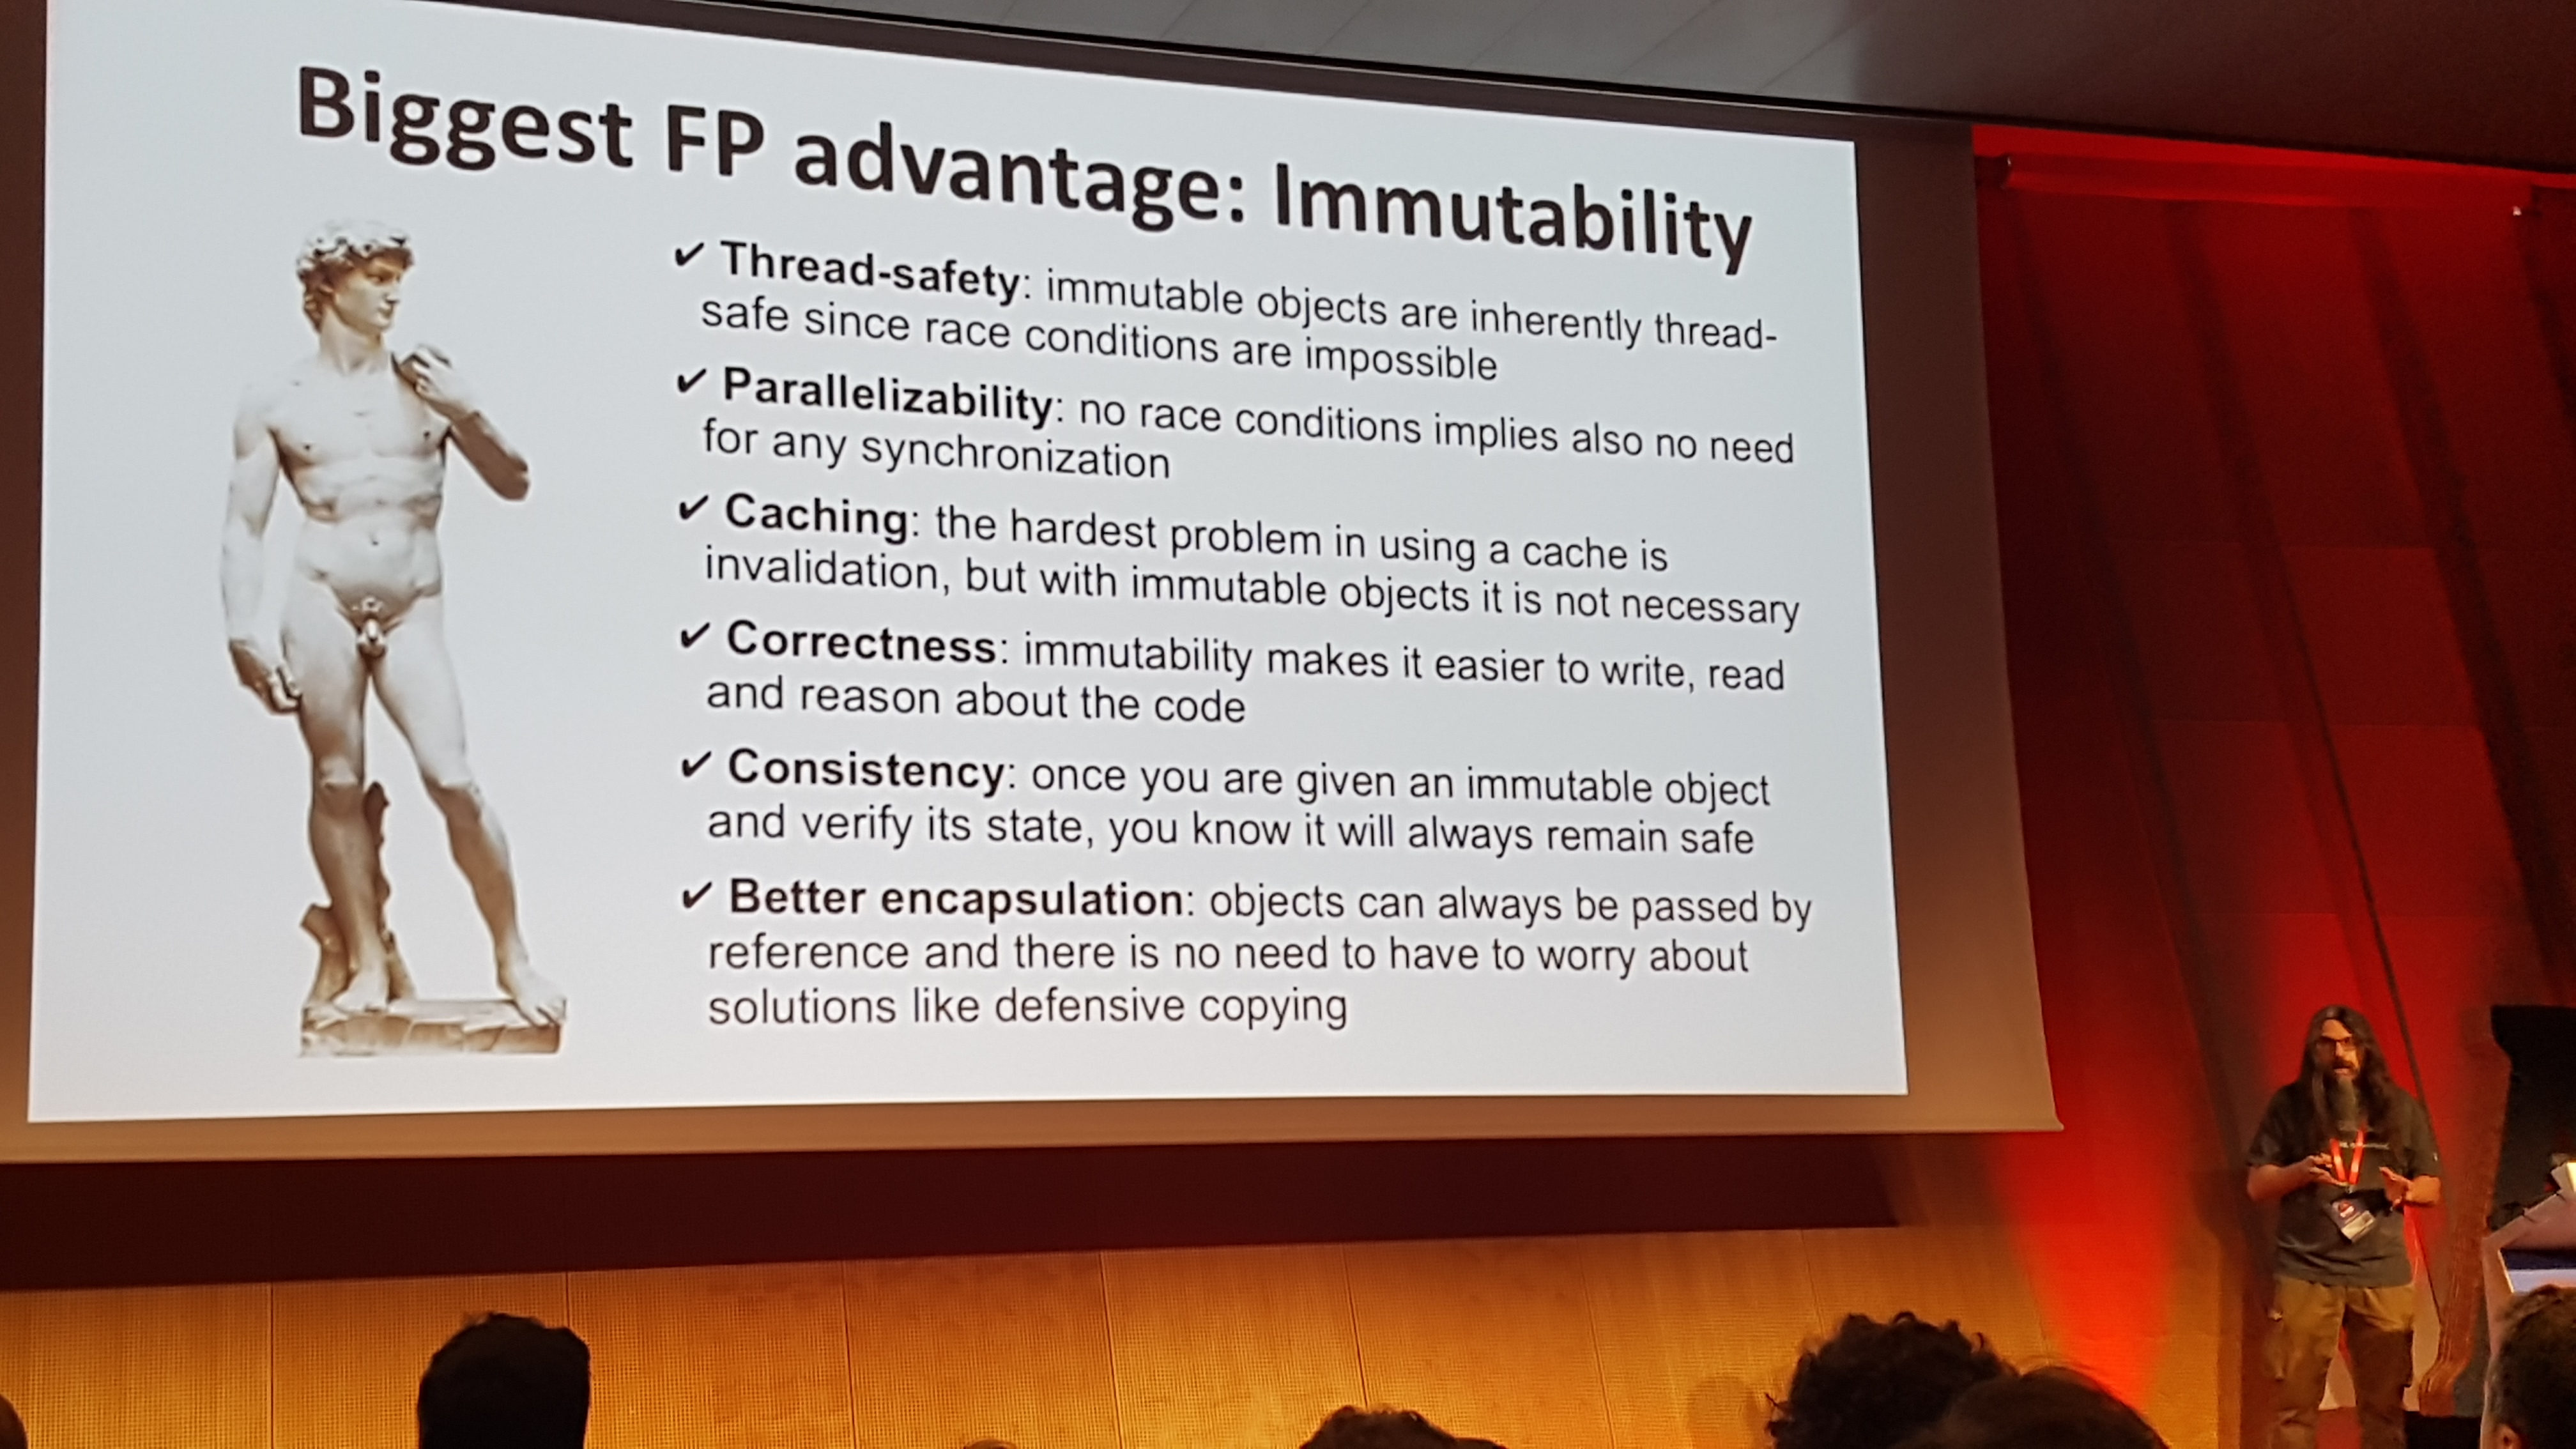 Biggest FP advantage: Immutability
✔ Thread-safety: immutable objects are inherently thread-
safe since race conditions are impossible
✔ Parallelizability: no race conditions implies also no need
for any synchronization
✔ Caching: the hardest problem in using a cache is
invalidation, but with immutable objects it is not necessary
✔ Correctness: immutability makes it easier to write, read
and reason about the code
✔ Consistency: once you are given an immutable object
and verify its state, you know it will always remain safe
✔ Better encapsulation: objects can always be passed by
reference and there is no need to have to worry about
solutions like defensive copying